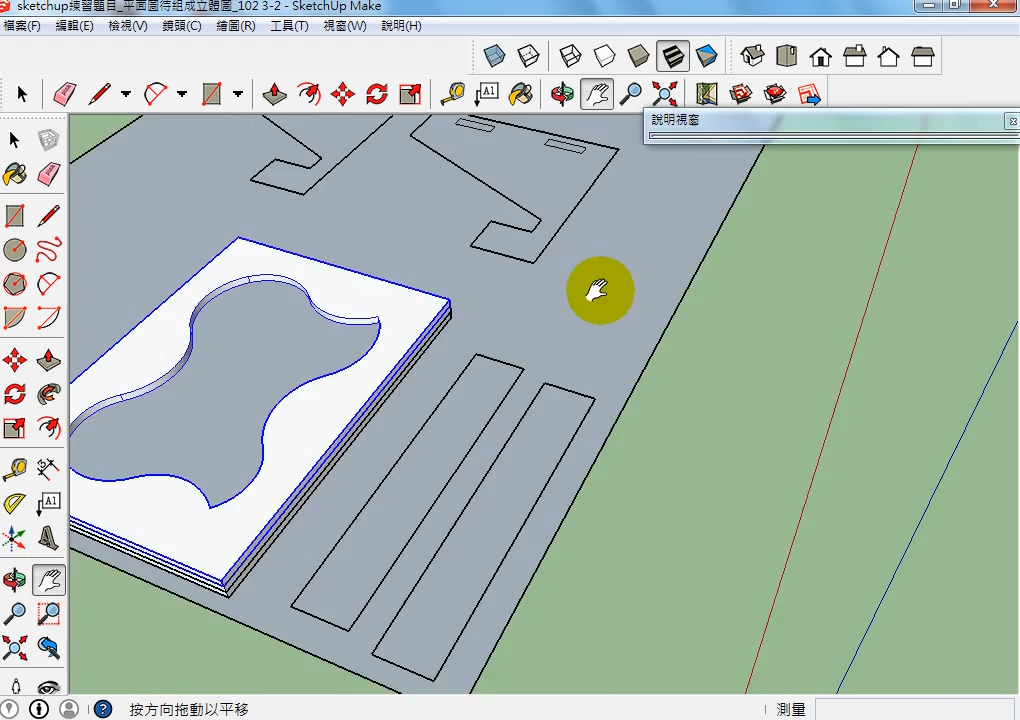 sketchup練習題目_平面圖待組成立體圖_102 3-2 - SketchUp Make
檔案(F) 編輯(E) 檢視(V) 鏡頭(C) 繪圖(R) 工具(T) 視窗(W) 說明(H)
A1
說明視窗
A1
按方向拖動以平移
測量